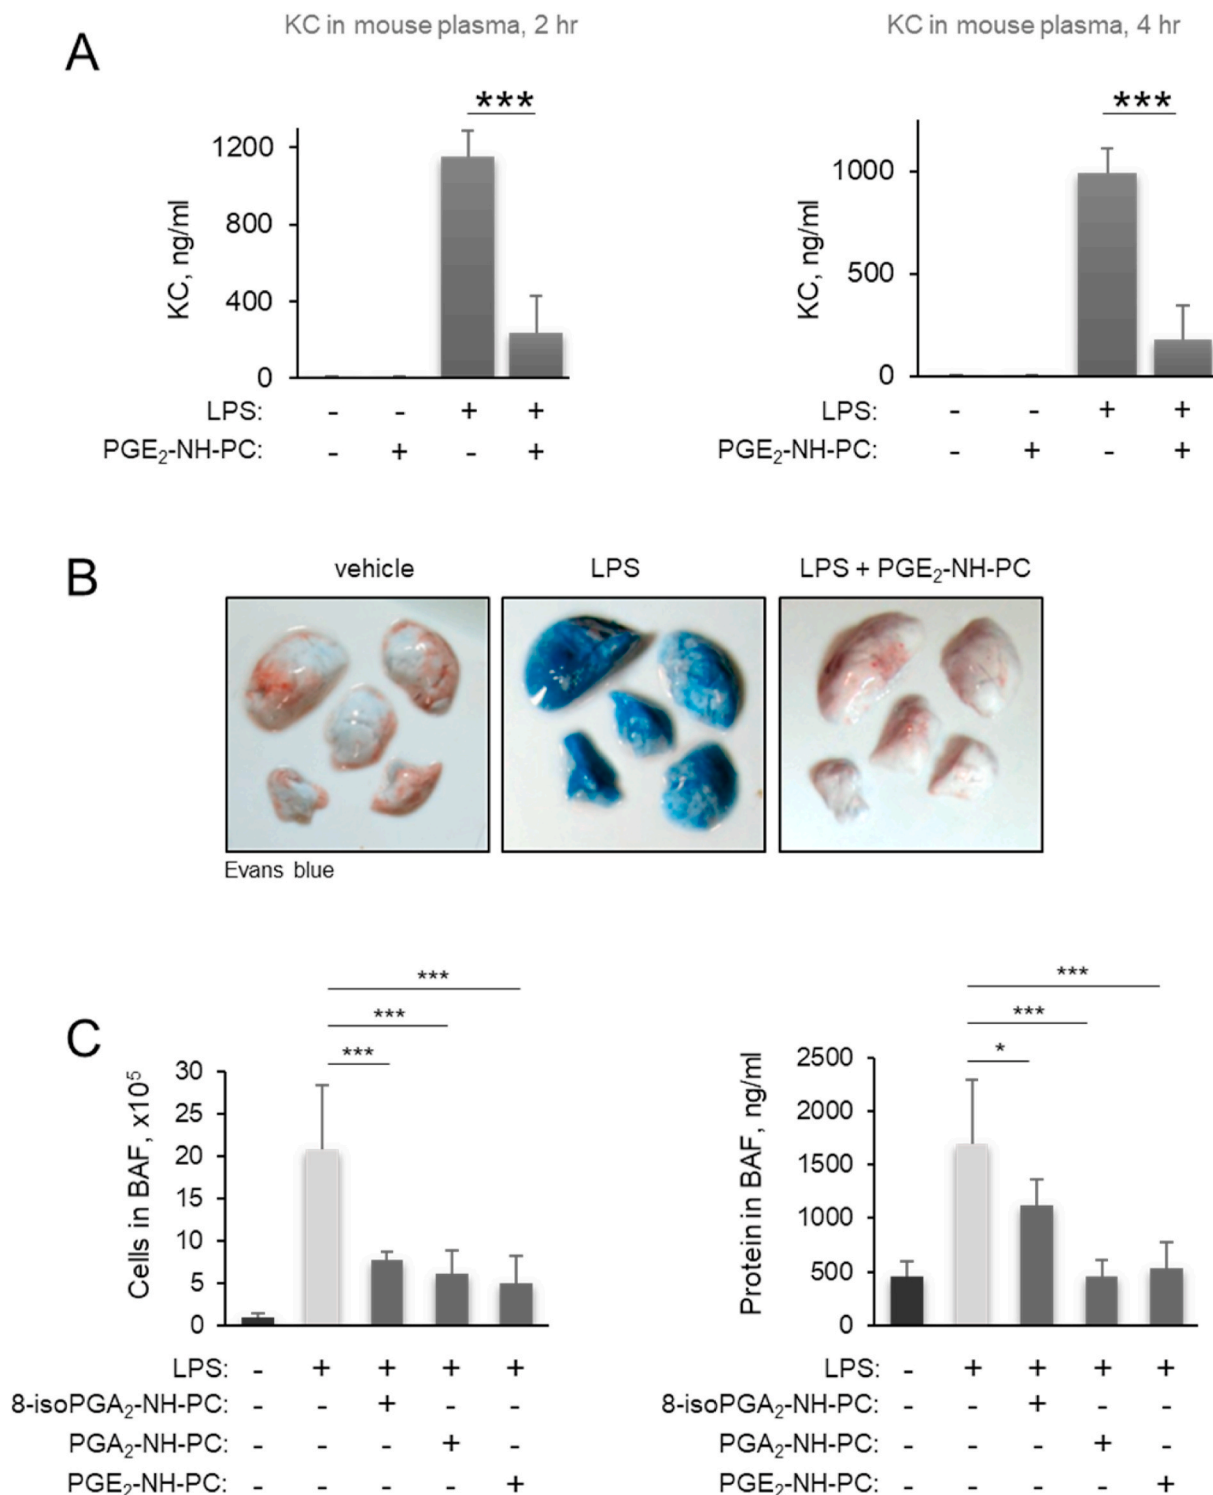 A
KC in mouse plasma, 2 hr
***
KC, ng/ml
1200
800
400
0
LPS: - - + +
PGE₂-NH-PC: - + - +
KC in mouse plasma, 4 hr
***
KC, ng/ml
1000
500
0
LPS: - - + +
PGE₂-NH-PC: - + - +
B
vehicle
LPS
LPS + PGE₂-NH-PC
Evans blue
C
***
***
***
Cells in BAF, x10⁵
30
25
20
15
10
5
0
LPS: - + + + +
8-isoPGA₂-NH-PC: - - + - -
PGA₂-NH-PC: - - - + -
PGE₂-NH-PC: - - - - +
***
***
*
Protein in BAF, ng/ml
2500
2000
1500
1000
500
0
LPS: - + + + +
8-isoPGA₂-NH-PC: - - + - -
PGA₂-NH-PC: - - - + -
PGE₂-NH-PC: - - - - +